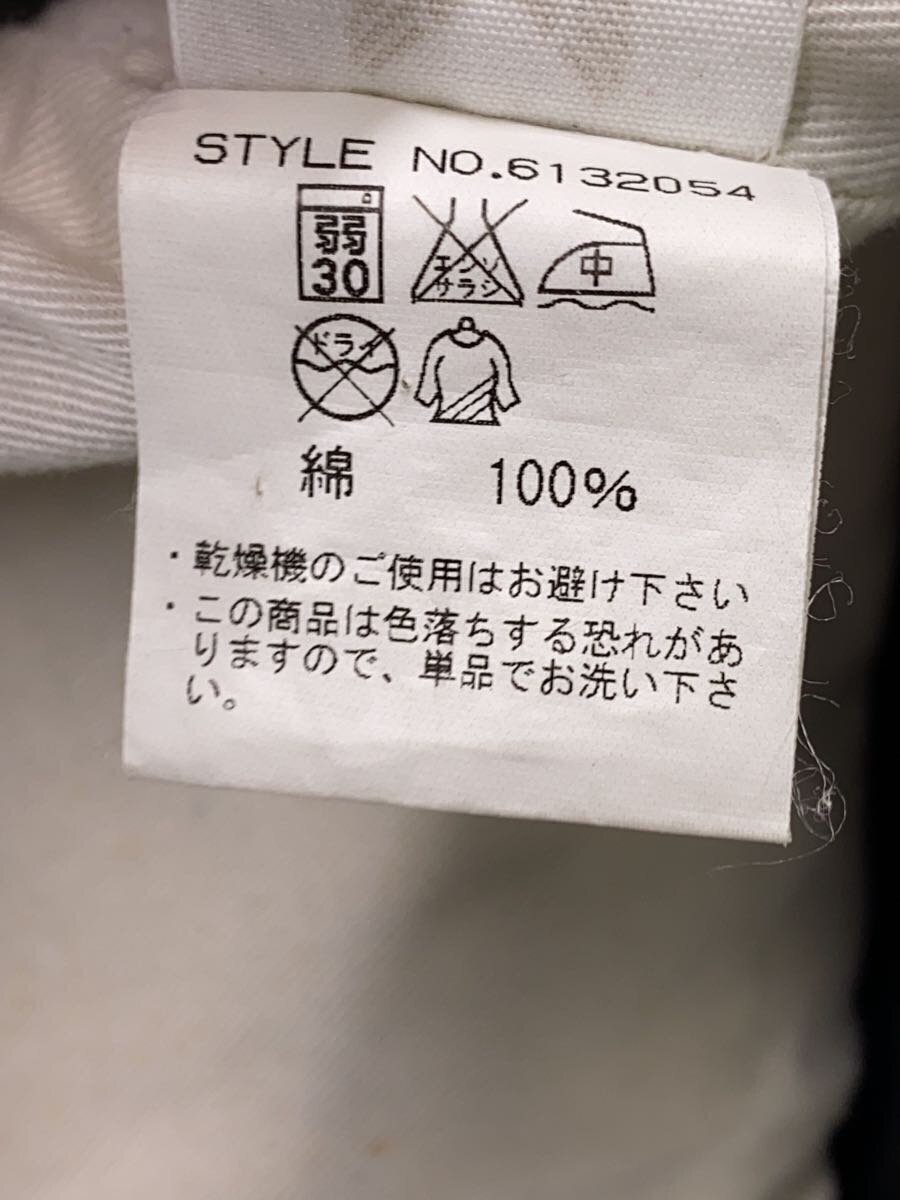 STYLE NO.6132054
弱
30
エンソ
サラシ
中
ドライ
綿 100%
・乾燥機のご使用はお避け下さい
・この商品は色落ちする恐れがあ
りますので、単品でお洗い下さ
い。